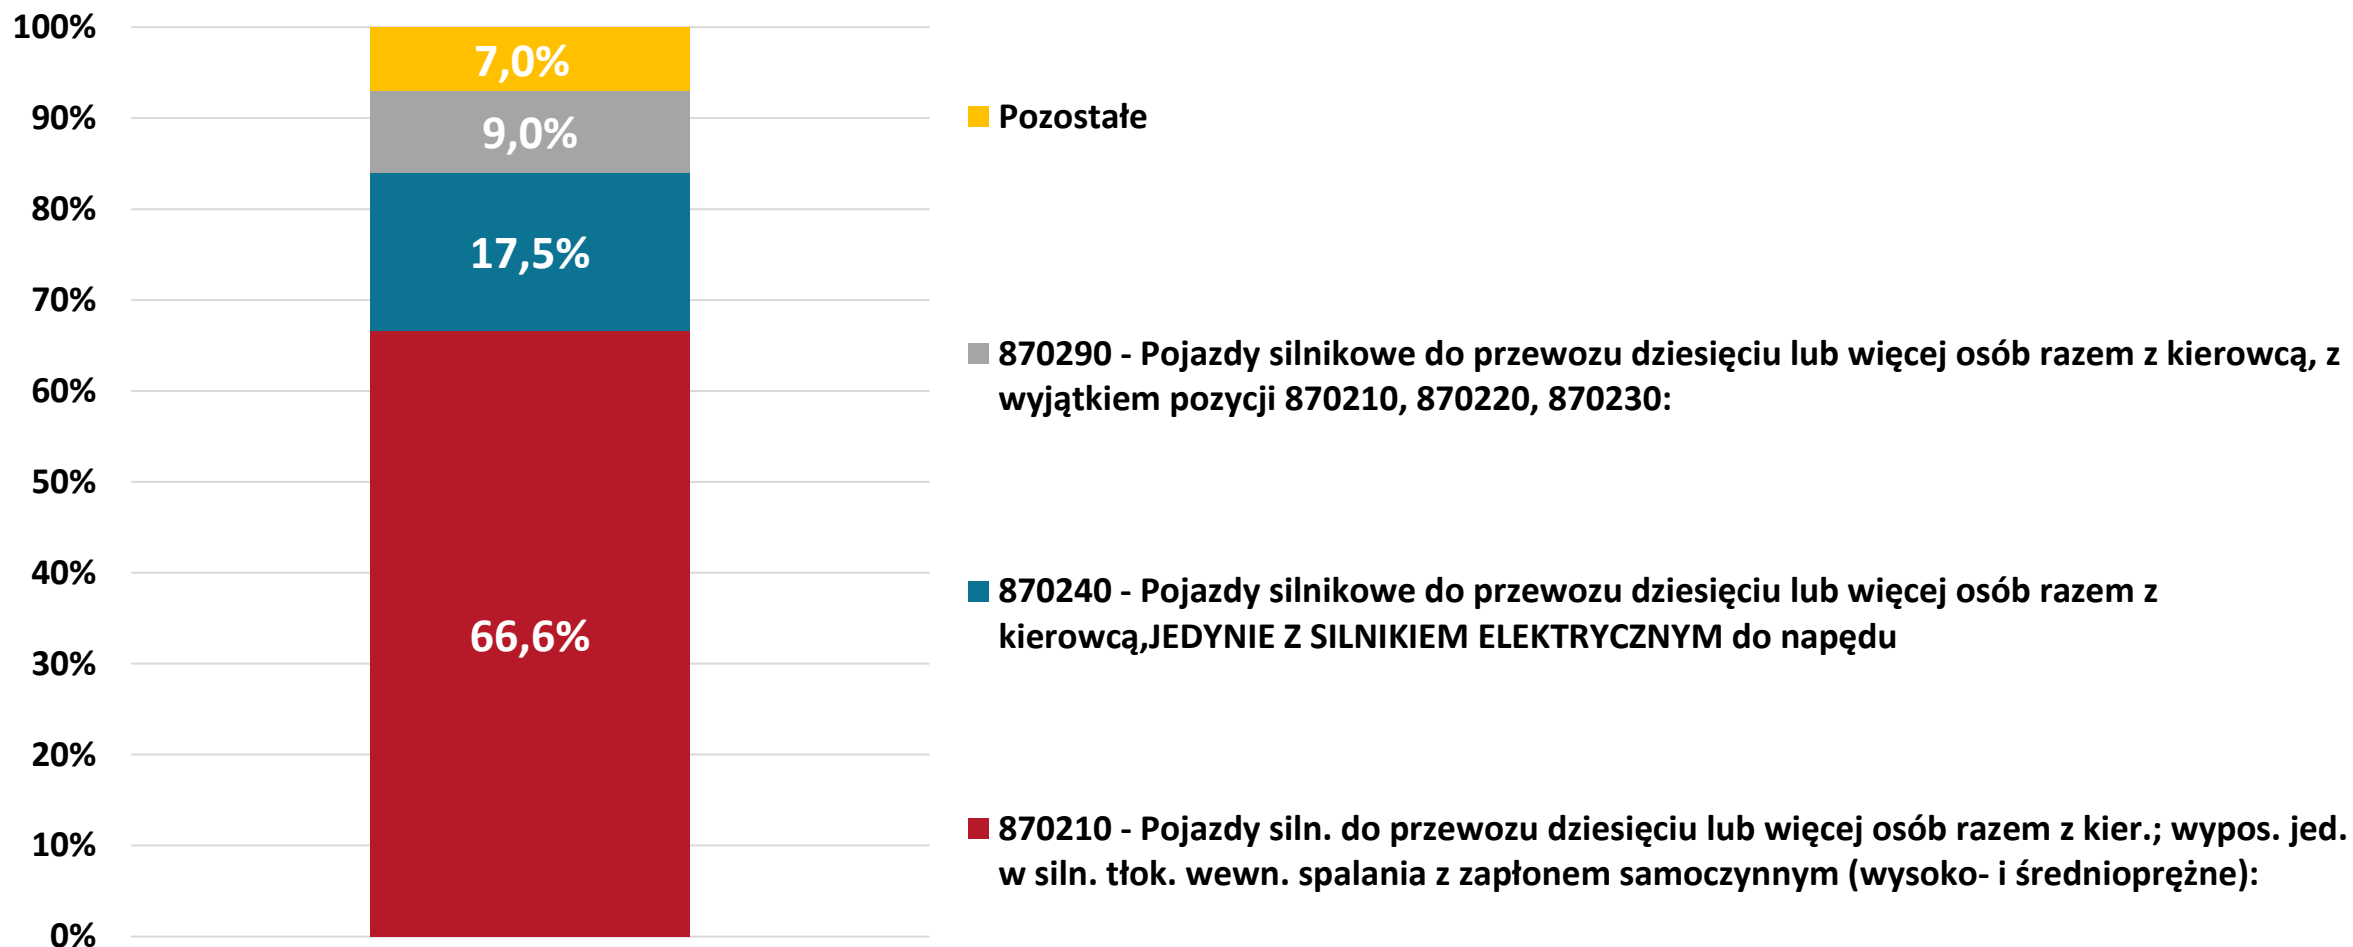 100%
90%
80%
70%
60%
50%
40%
30%
20%
10%
0%
7,0%
9,0%
17,5%
66,6%
Pozostałe
870290 - Pojazdy silnikowe do przewozu dziesięciu lub więcej osób razem z kierowcą, z
wyjątkiem pozycji 870210, 870220, 870230:
870240 - Pojazdy silnikowe do przewozu dziesięciu lub więcej osób razem z
kierowcą,JEDYNIE Z SILNIKIEM ELEKTRYCZNYM do napędu
870210 - Pojazdy siln. do przewozu dziesięciu lub więcej osób razem z kier.; wypos. jed.
w siln. tłok. wewn. spalania z zapłonem samoczynnym (wysoko- i średnioprężne):